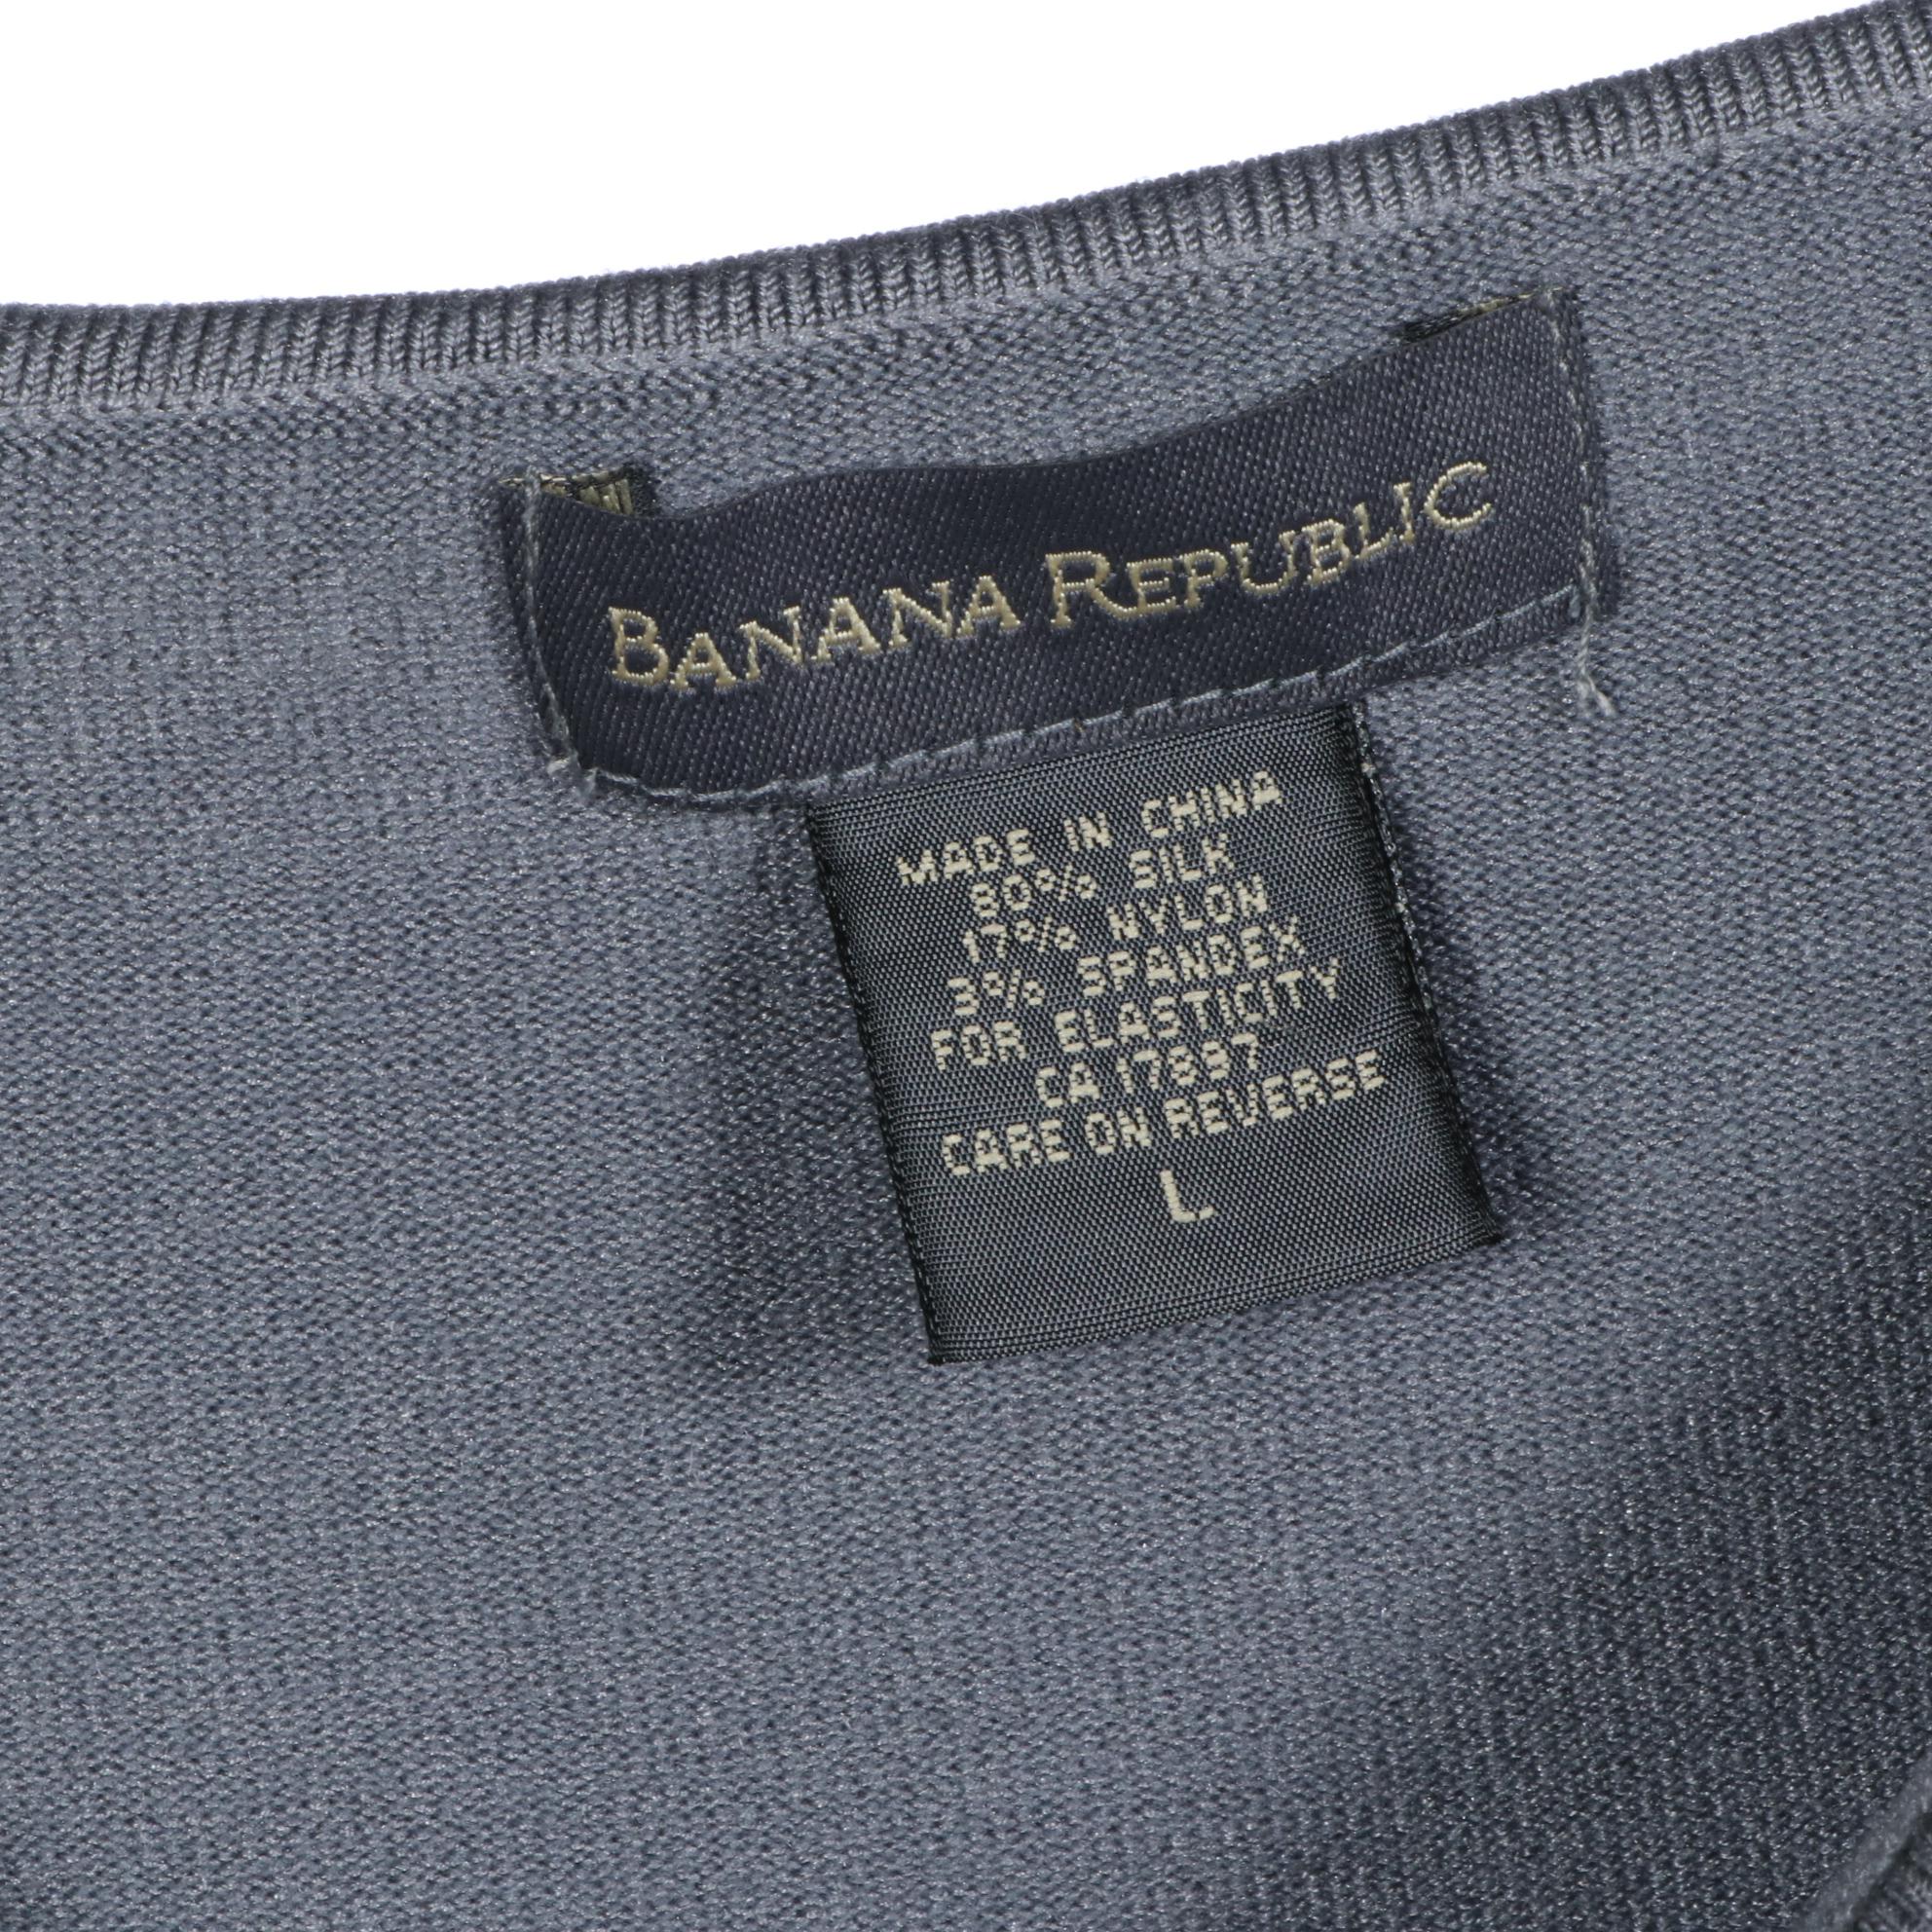 BANANA REPUBLIC
MADE IN CHINA
80% SILK
17% NYLON
3% SPANDEX
FOR ELASTICITY
CA 17897
CARE ON REVERSE
L